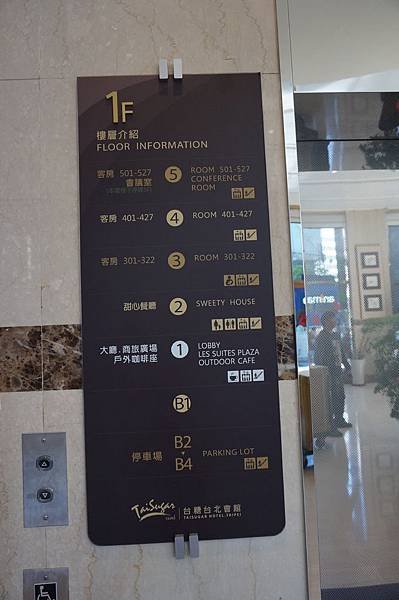 1F
樓層介紹
FLOOR INFORMATION
客房 501-527
會議室
5
ROOM 501-527
CONFERENCE
ROOM
客房 401-427
4
ROOM 401-427
客房 301-322
3
ROOM 301-322
甜心餐廳
2
SWEETY HOUSE
大廳.商旅廣場
戶外咖啡座
1
LOBBY
LES SUITES PLAZA
OUTDOOR CAFE
B1
停車場
B2
B4
PARKING LOT
TaiSugar
台糖台北會館
TAISUGAR HOTEL TAIPEI